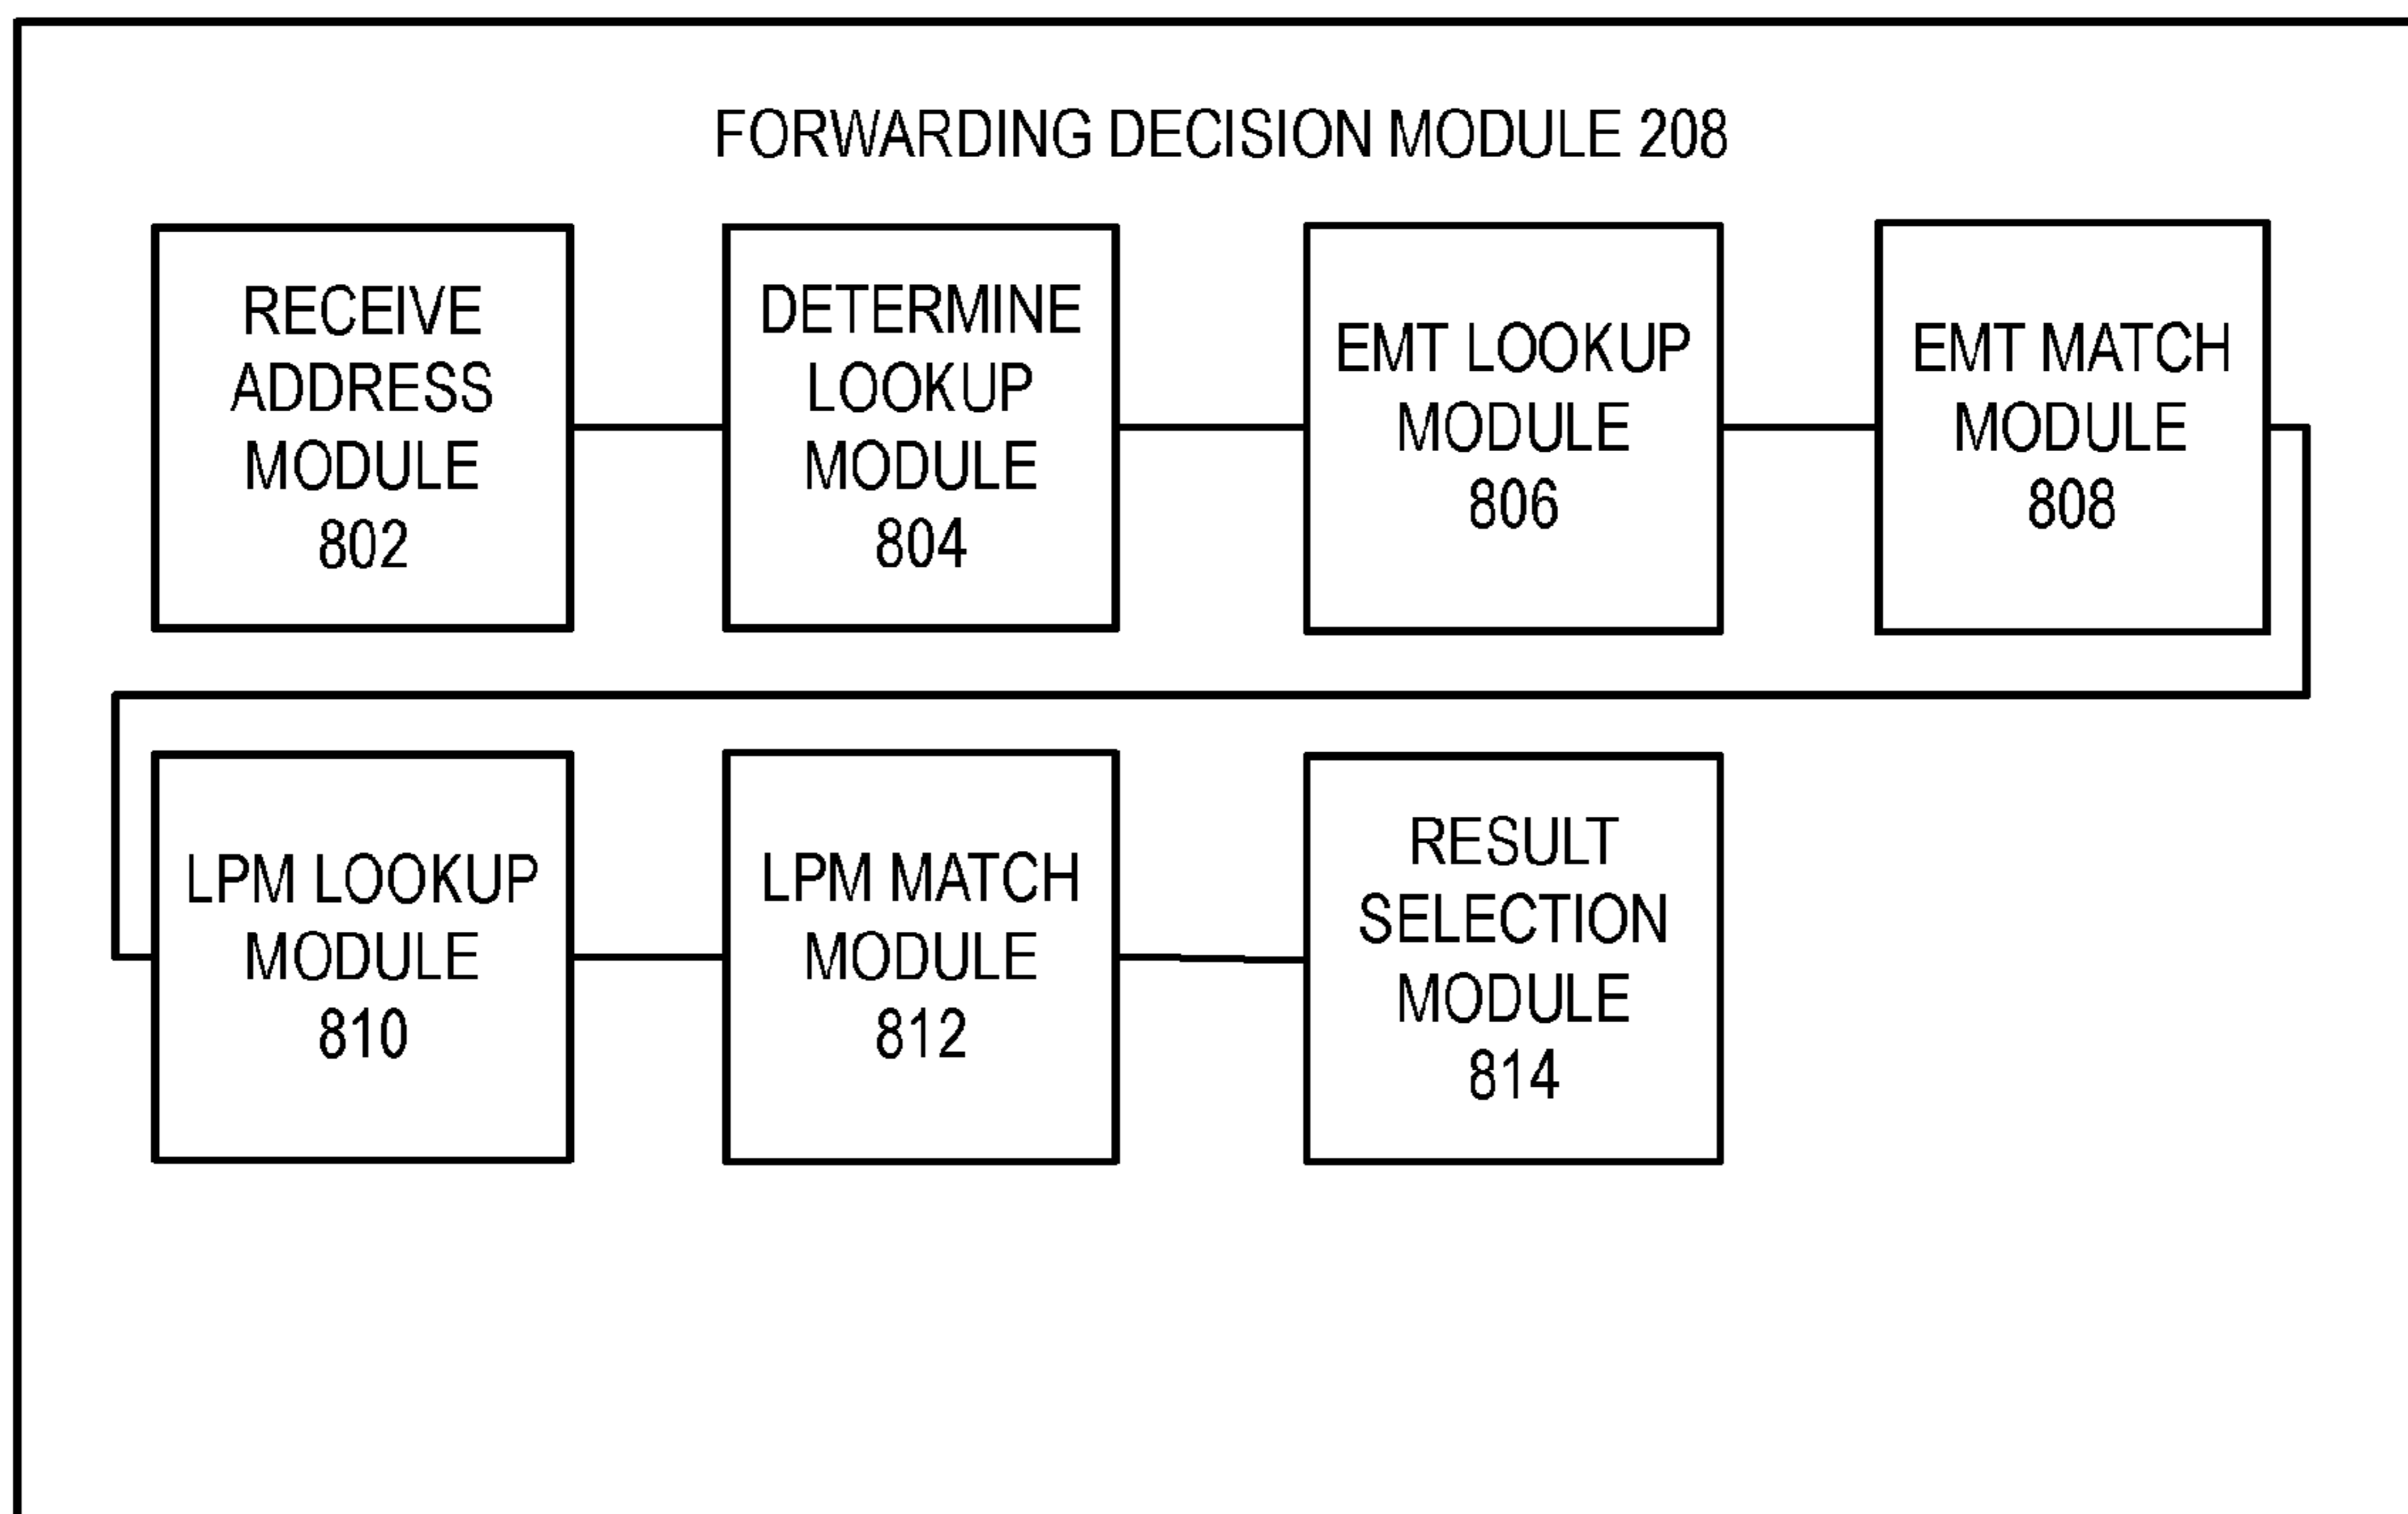 FORWARDING DECISION MODULE 208
RECEIVE
ADDRESS
MODULE
802
DETERMINE
LOOKUP
MODULE
804
EMT LOOKUP
MODULE
806
EMT MATCH
MODULE
808
LPM LOOKUP
MODULE
810
LPM MATCH
MODULE
812
RESULT
SELECTION
MODULE
814